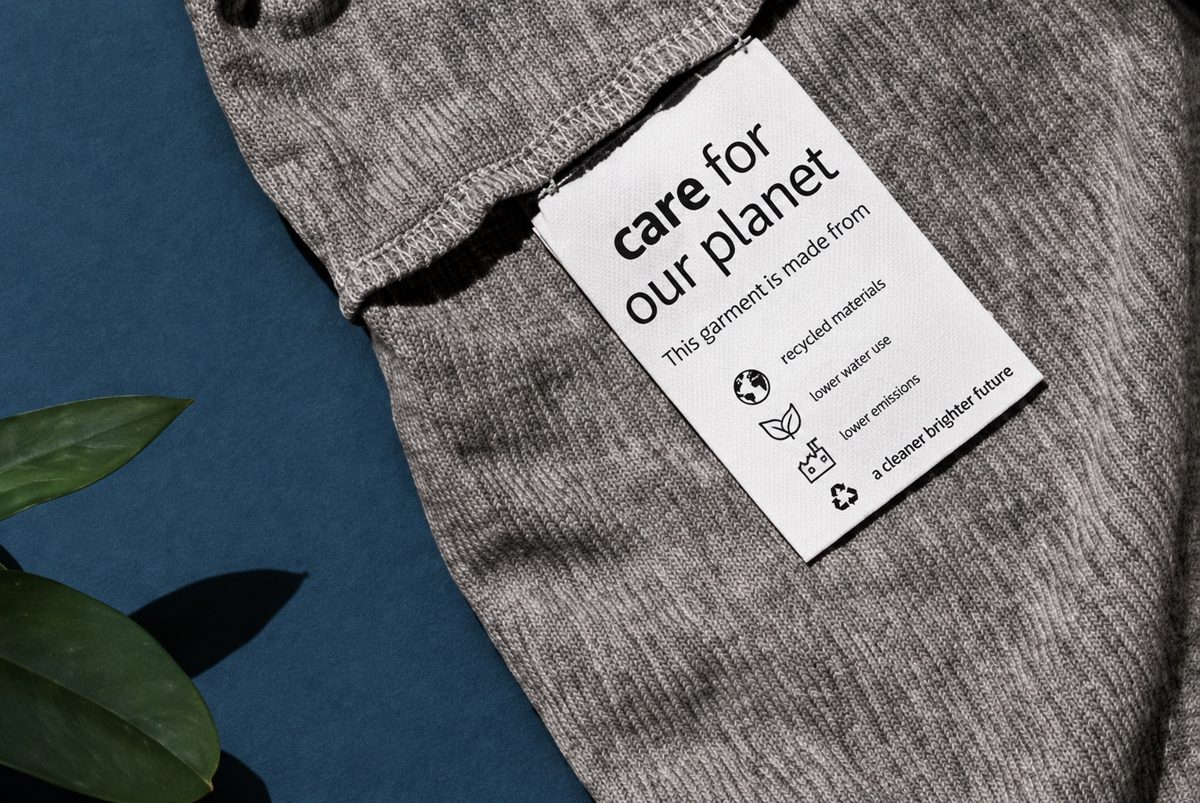 care for
our planet
This garment is made from
recycled materials
lower water use
lower emissions
a cleaner brighter future